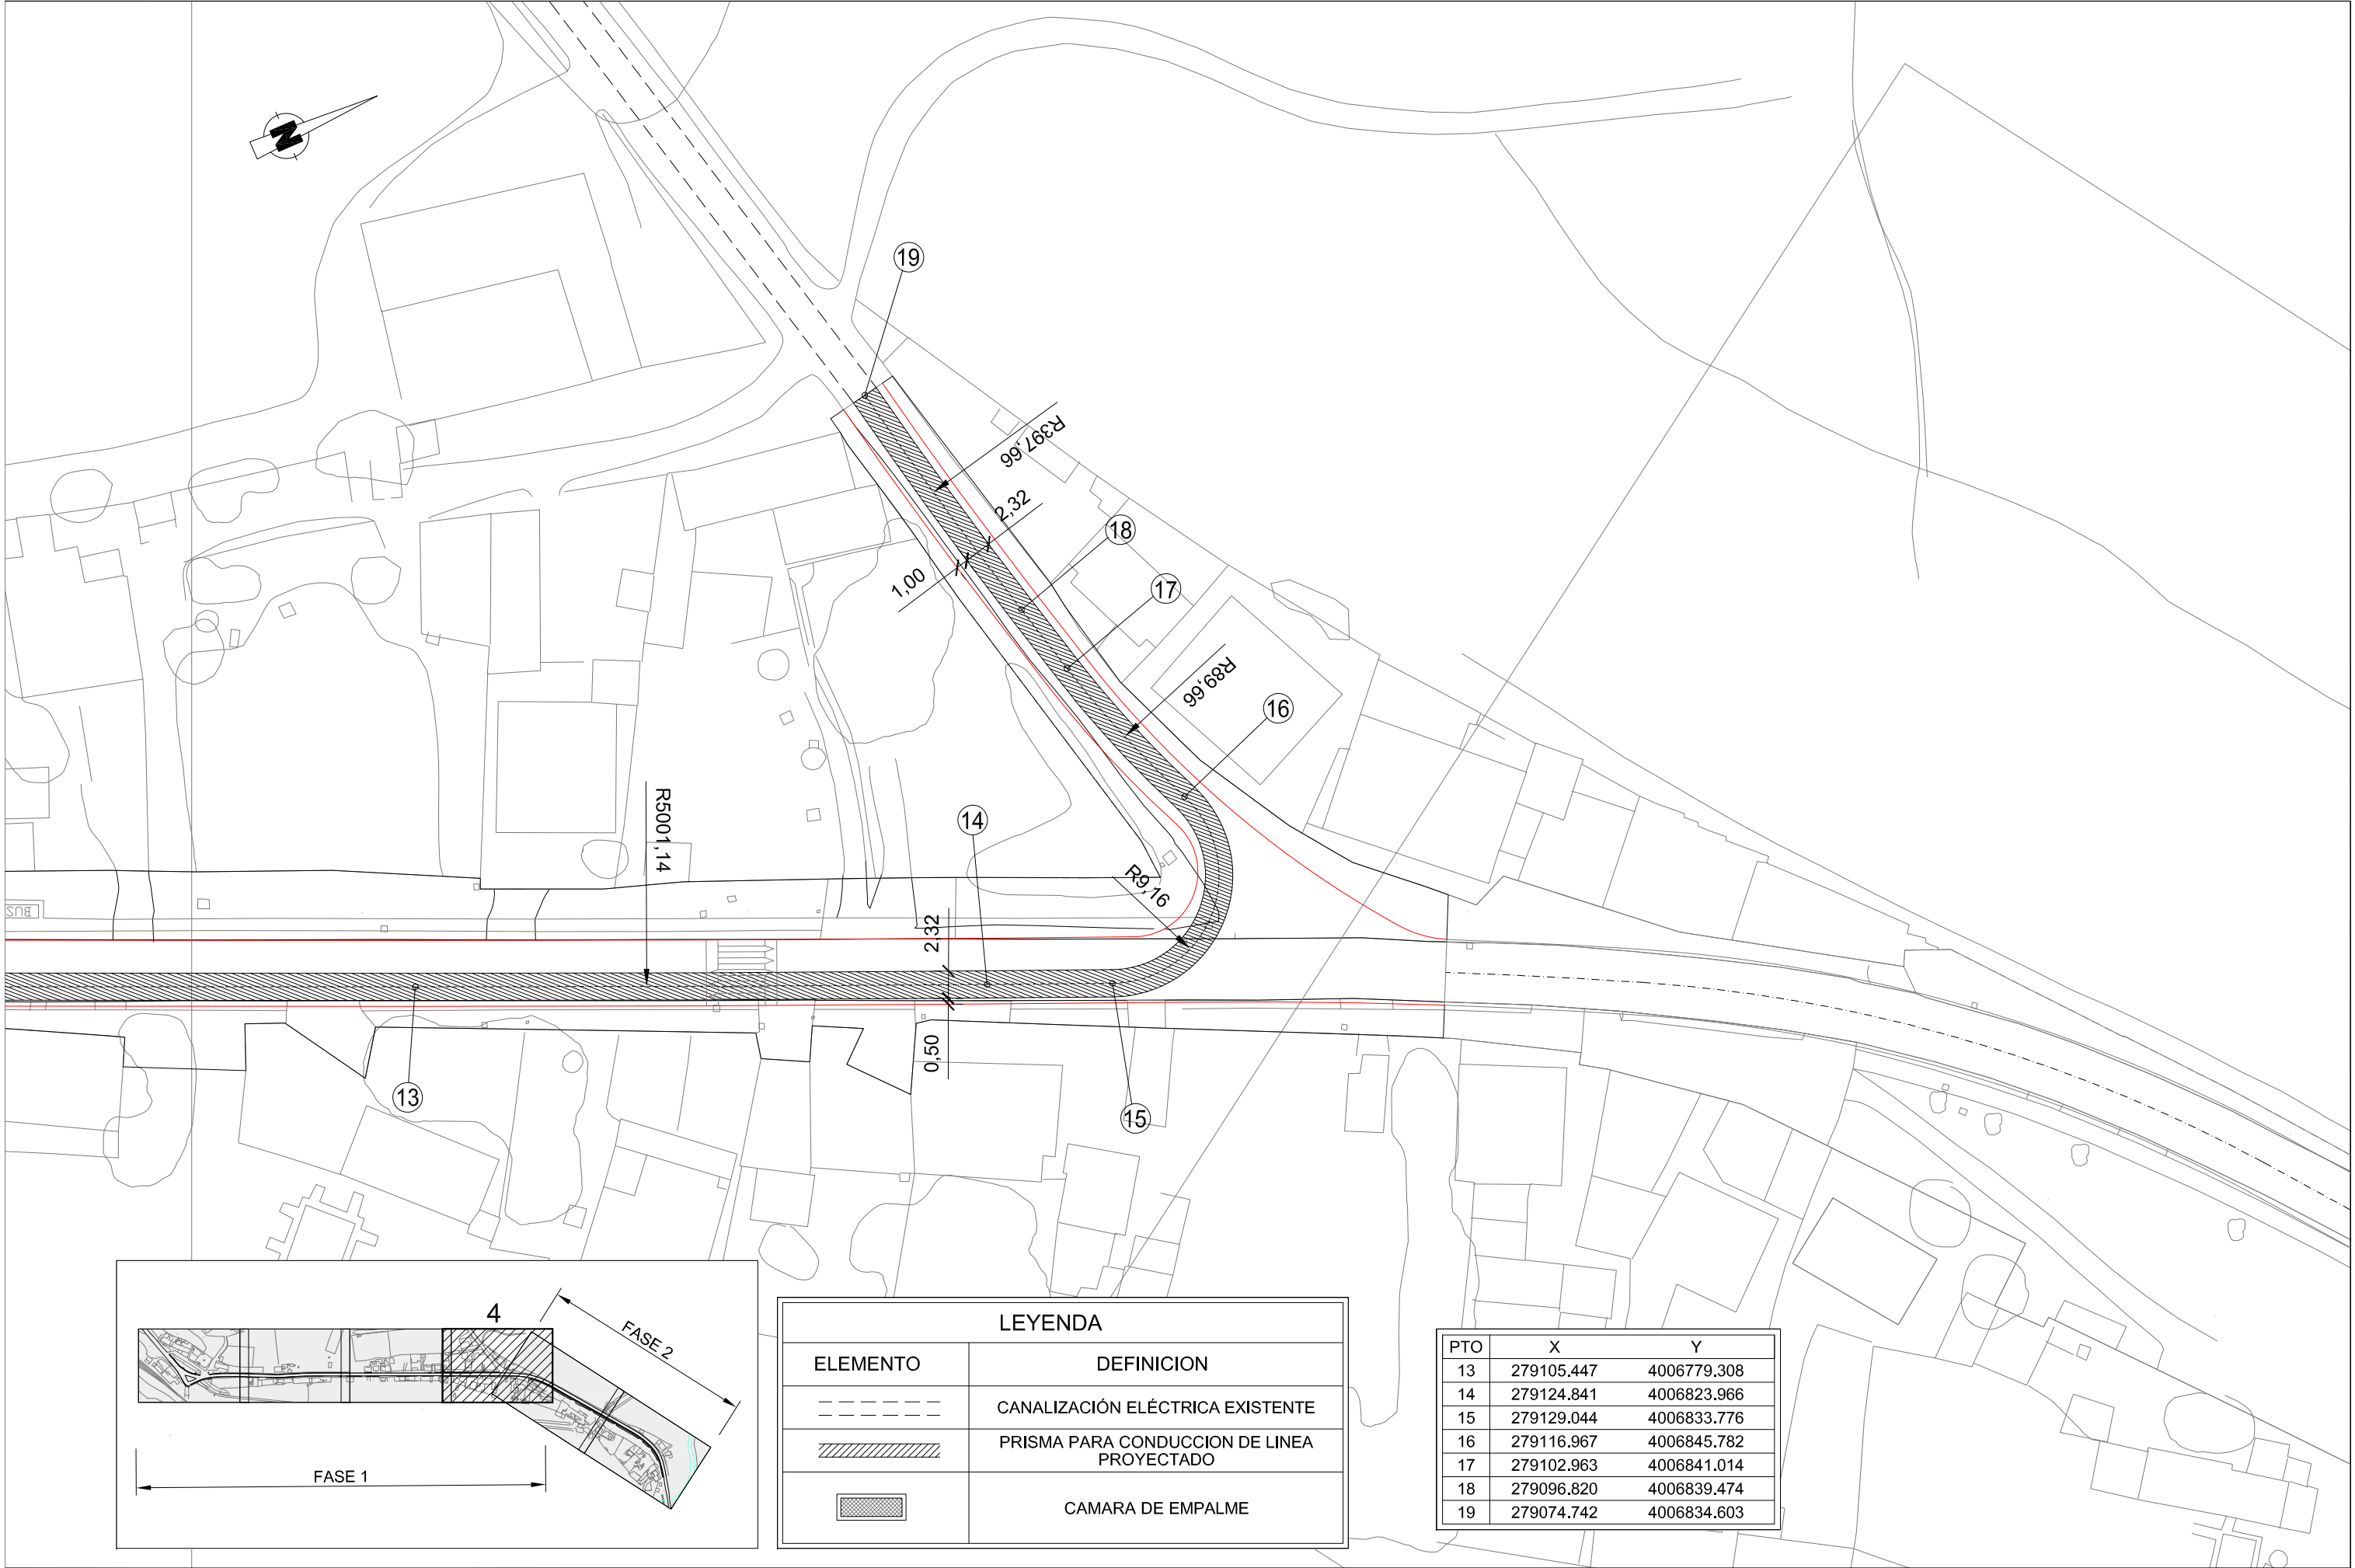 N
19
R397,66
2,32
18
1,00
17
R89,66
16
R5001,14
14
R9,16
BUS
2,32
0,50
13
15
4
FASE 2
FASE 1
LEYENDA
ELEMENTO DEFINICION
CANALIZACIÓN ELÉCTRICA EXISTENTE
PRISMA PARA CONDUCCION DE LINEA
PROYECTADO
CAMARA DE EMPALME
PTO X Y
13 279105.447 4006779.308
14 279124.841 4006823.966
15 279129.044 4006833.776
16 279116.967 4006845.782
17 279102.963 4006841.014
18 279096.820 4006839.474
19 279074.742 4006834.603